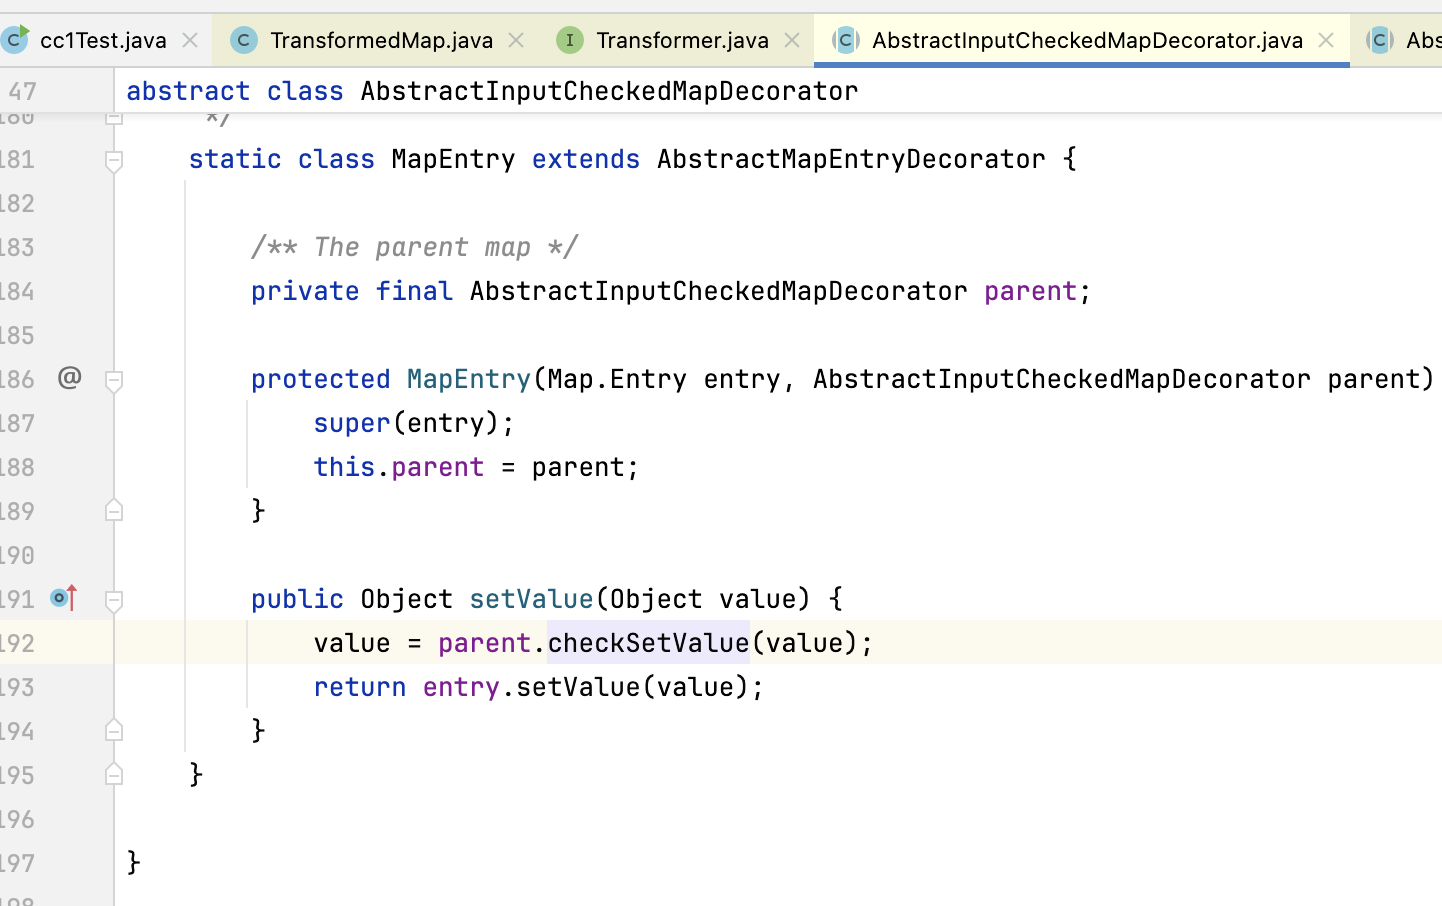 cc1Test.java TransformedMap.java Transformer.java AbstractInputCheckedMapDecorator.java Abs
47 abstract class AbstractInputCheckedMapDecorator
180 */
181 static class MapEntry extends AbstractMapEntryDecorator {
182
183 /** The parent map */
184 private final AbstractInputCheckedMapDecorator parent;
185
186 @ protected MapEntry(Map.Entry entry, AbstractInputCheckedMapDecorator parent)
187 super(entry);
188 this.parent = parent;
189 }
190
191 public Object setValue(Object value) {
192 value = parent.checkSetValue(value);
193 return entry.setValue(value);
194 }
195 }
196
197 }
198